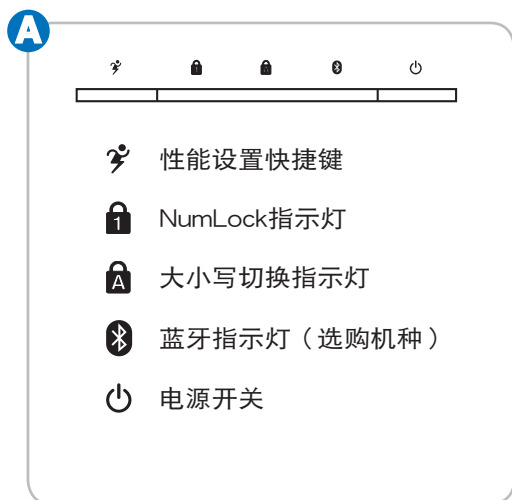 A
性能设置快捷键
NumLock指示灯
大小写切换指示灯
蓝牙指示灯（选购机种）
电源开关